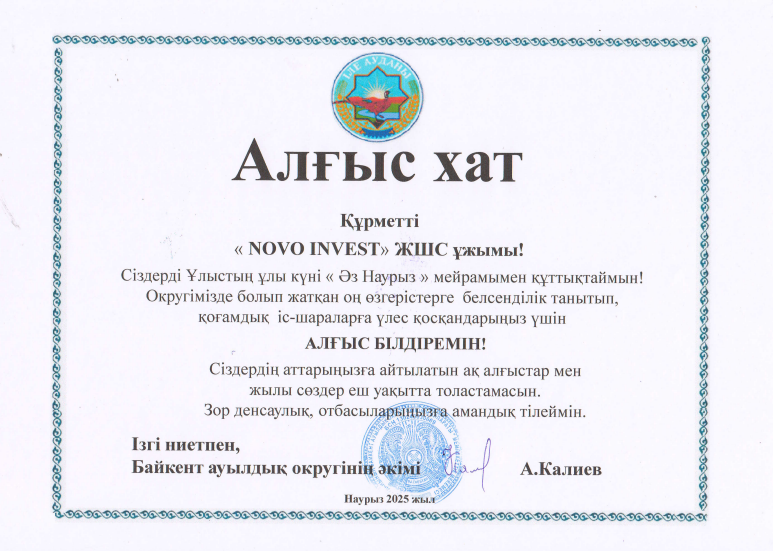 ІЛЕ АУДАНЫ
Алғыс хат
Құрметті
« NOVO INVEST» ЖШС ұжымы!
Сіздерді Ұлыстың ұлы күні « Әз Наурыз » мейрамымен құттықтаймын!
Округімізде болып жатқан оң өзгерістерге белсенділік танытып,
қоғамдық іс-шараларға үлес қосқандарыңыз үшін
АЛҒЫС БІЛДІРЕМІН!
Сіздердің аттарыңызға айтылатын ақ алғыстар мен
жылы сөздер еш уақытта толастамасын.
Зор денсаулық, отбасыларыңызға амандық тілеймін.
Ізгі ниетпен,
Байкент ауылдық округінің әкімі А.Калиев
Наурыз 2025 жыл